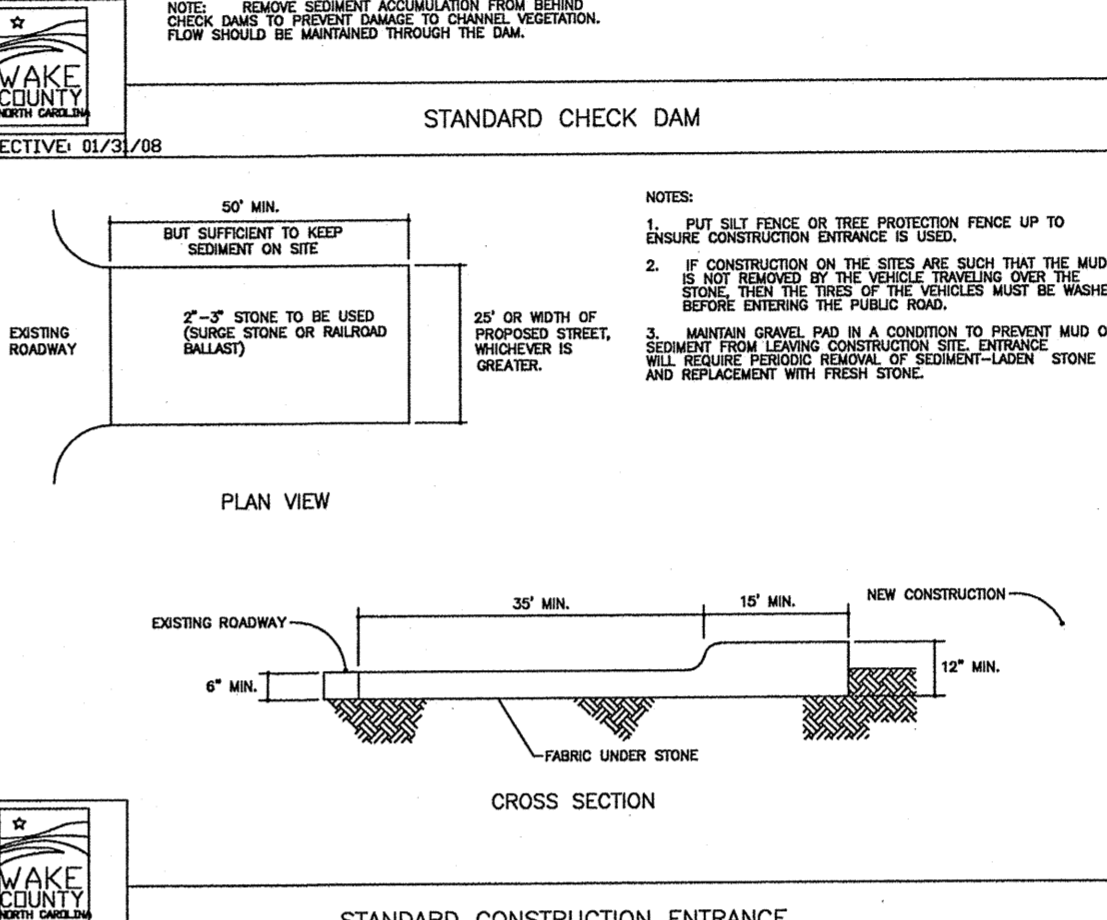 NOTE: REMOVE SEDIMENT ACCUMULATION FROM BEHIND
CHECK DAMS TO PREVENT DAMAGE TO CHANNEL VEGETATION.
FLOW SHOULD BE MAINTAINED THROUGH THE DAM.
WAKE
COUNTY
NORTH CAROLINA
STANDARD CHECK DAM
ECTIVE: 01/31/08
50' MIN.
BUT SUFFICIENT TO KEEP
SEDIMENT ON SITE
EXISTING
ROADWAY
2"-3" STONE TO BE USED
(SURGE STONE OR RAILROAD
BALLAST)
25' OR WIDTH OF
PROPOSED STREET,
WHICHEVER IS
GREATER.
PLAN VIEW
NOTES:
1. PUT SILT FENCE OR TREE PROTECTION FENCE UP TO
ENSURE CONSTRUCTION ENTRANCE IS USED.
2. IF CONSTRUCTION ON THE SITES ARE SUCH THAT THE MUD
IS NOT REMOVED BY THE VEHICLE TRAVELING OVER THE
STONE, THEN THE TIRES OF THE VEHICLES MUST BE WASHE
BEFORE ENTERING THE PUBLIC ROAD.
3. MAINTAIN GRAVEL PAD IN A CONDITION TO PREVENT MUD O
SEDIMENT FROM LEAVING CONSTRUCTION SITE. ENTRANCE
WILL REQUIRE PERIODIC REMOVAL OF SEDIMENT-LADEN STONE
AND REPLACEMENT WITH FRESH STONE.
35' MIN.
15' MIN.
NEW CONSTRUCTION
EXISTING ROADWAY
6" MIN.
12" MIN.
FABRIC UNDER STONE
CROSS SECTION
WAKE
COUNTY
NORTH CAROLINA
STANDARD CONSTRUCTION ENTRANCE